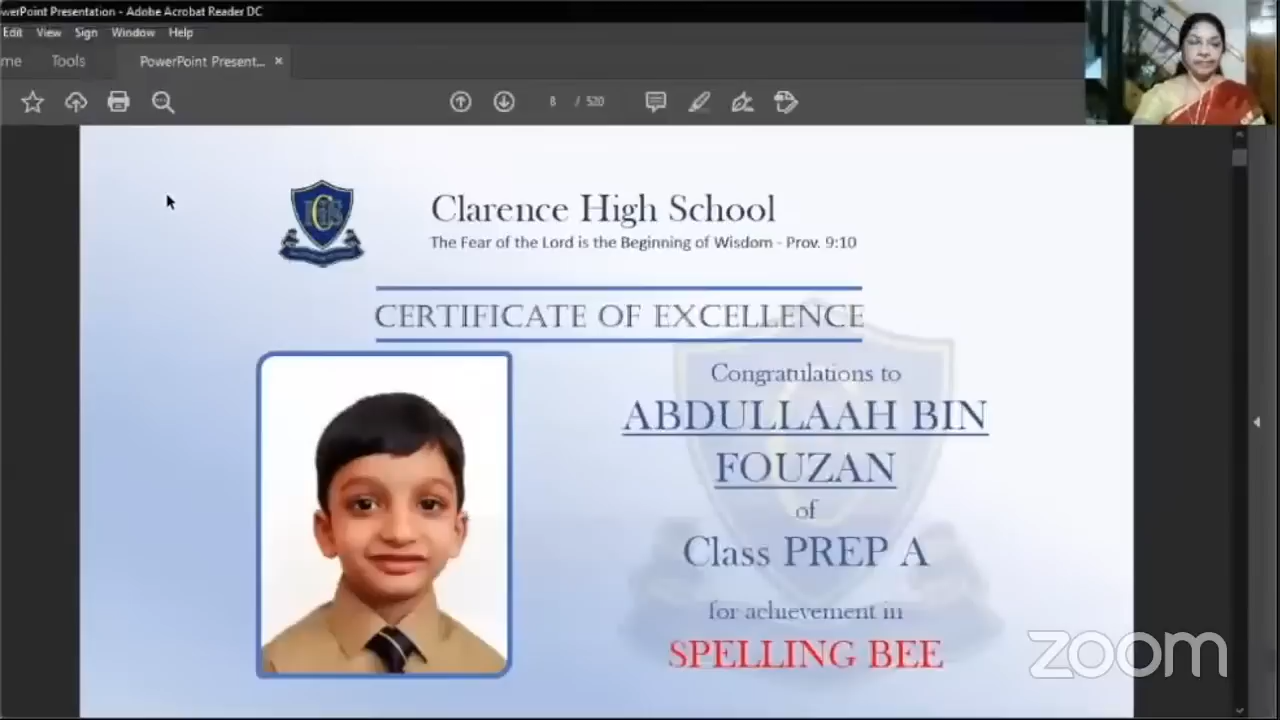 werPoint Presentation - Adobe Acrobat Reader DC
Edit View Sign Window Help
me Tools PowerPoint Present... ×
8 / 520
Clarence High School
The Fear of the Lord is the Beginning of Wisdom - Prov. 9:10
CERTIFICATE OF EXCELLENCE
Congratulations to
ABDULLAAH BIN
FOUZAN
of
Class PREP A
for achievement in
SPELLING BEE
zoom